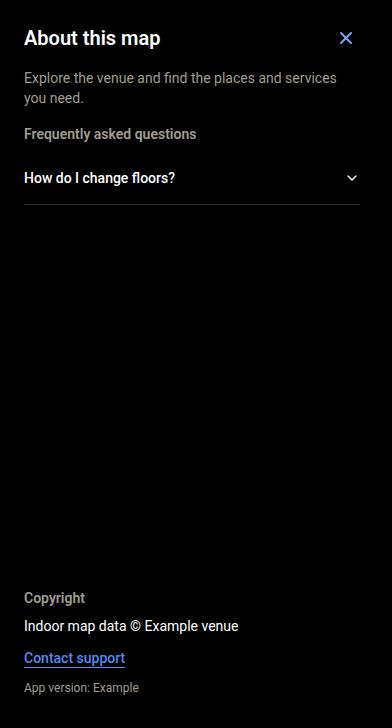 About this map
Explore the venue and find the places and services
you need.
Frequently asked questions
How do I change floors?
Copyright
Indoor map data © Example venue
Contact support
App version: Example